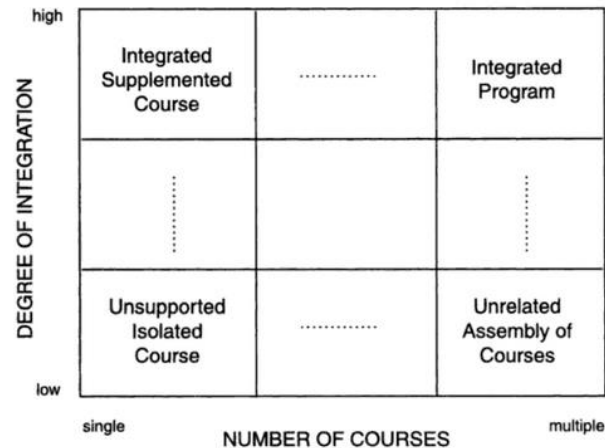 high
Integrated
Supplemented
Course
Integrated
Program
DEGREE OF INTEGRATION
Unsupported
Isolated
Course
Unrelated
Assembly of
Courses
low
single
multiple
NUMBER OF COURSES